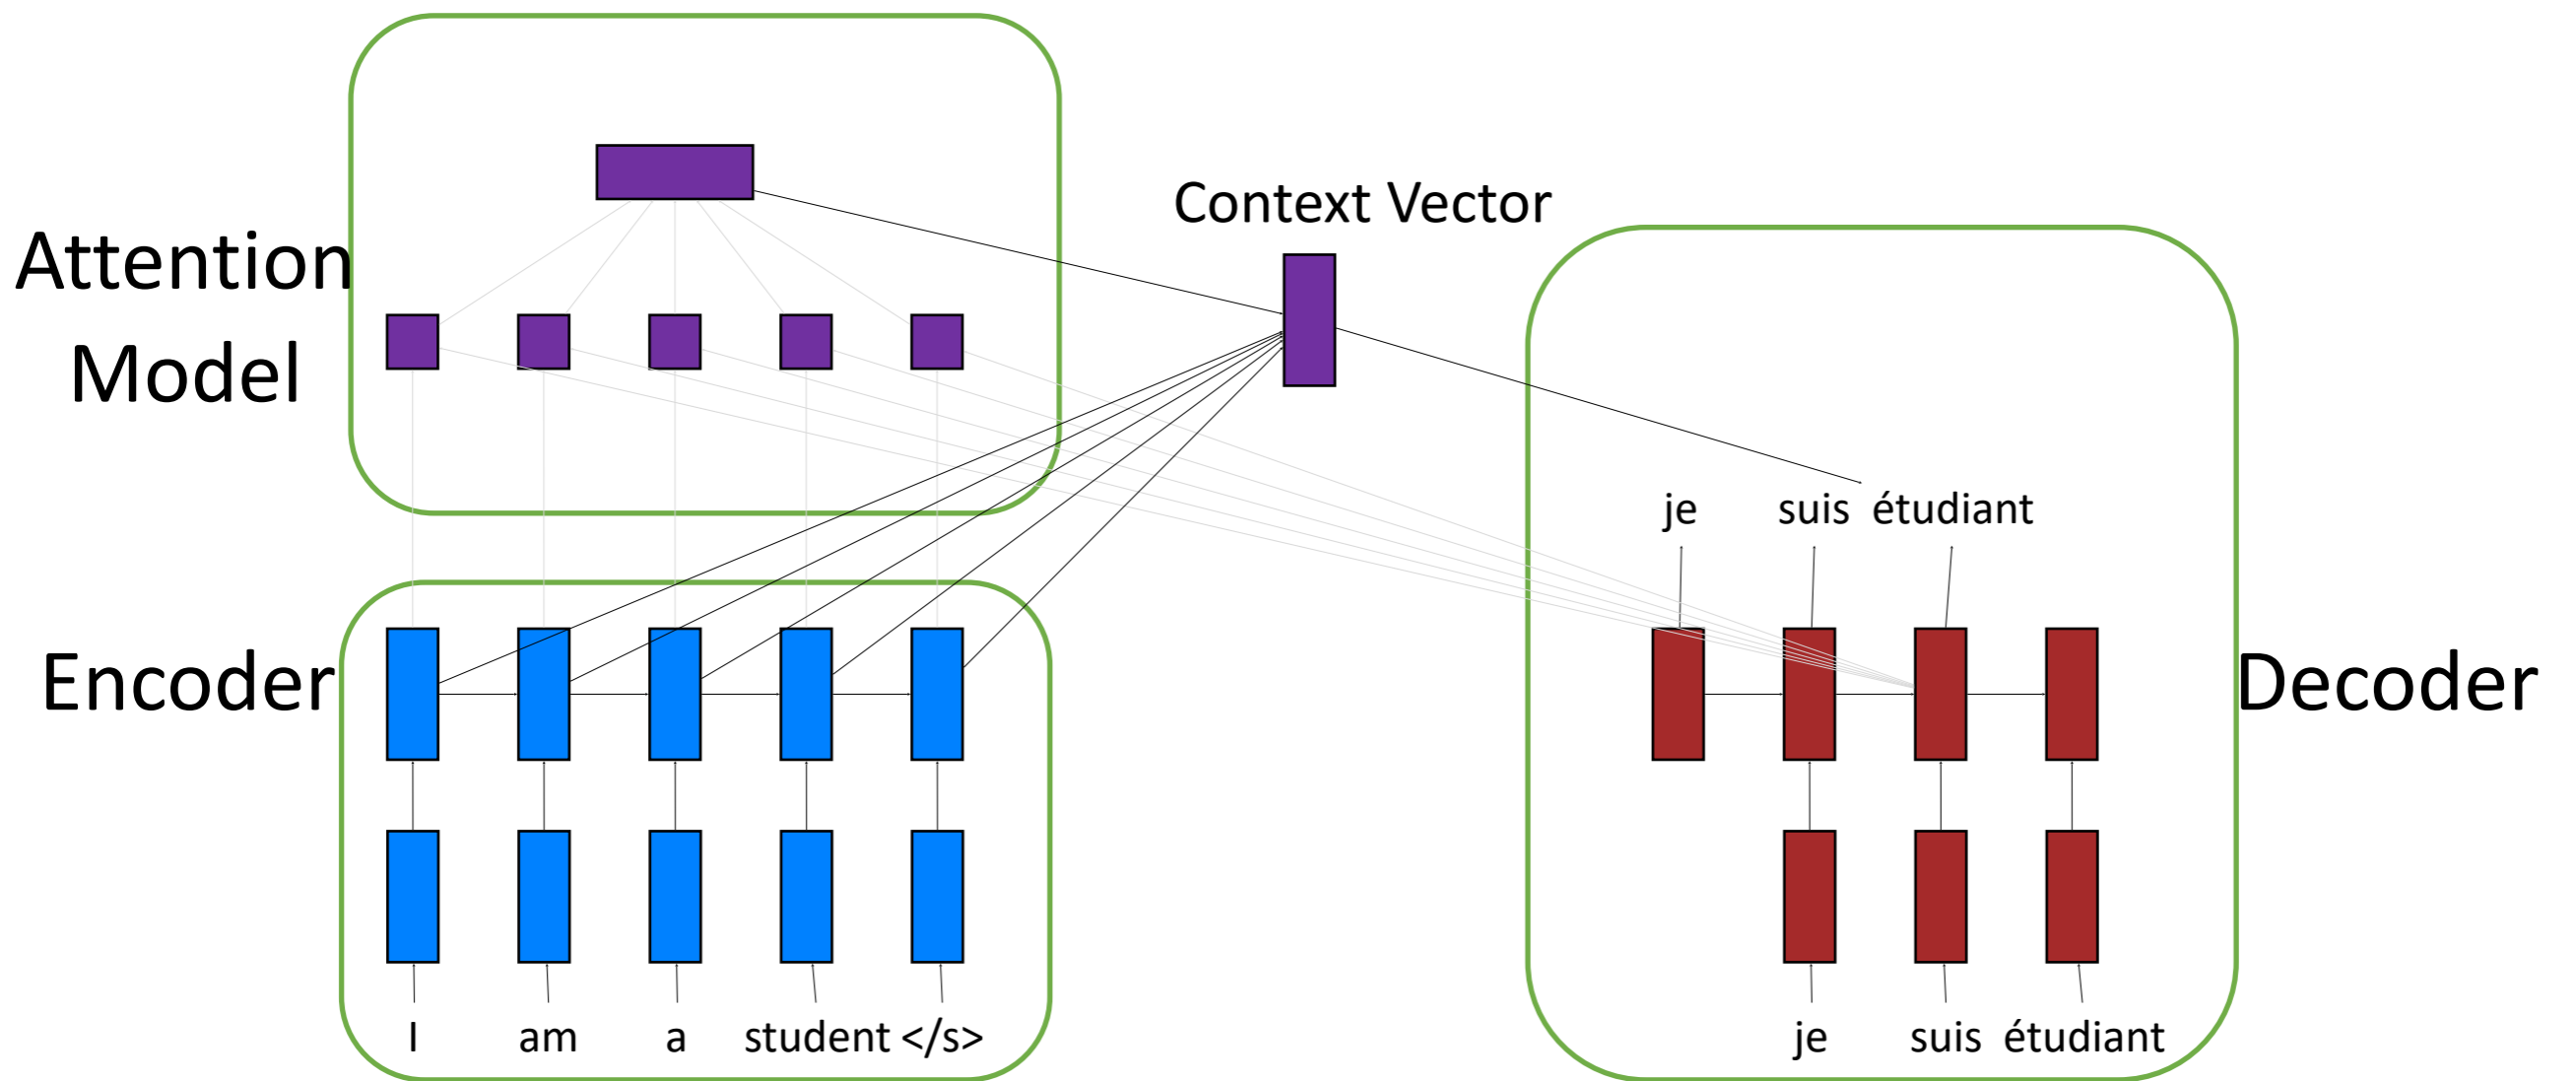 Attention
Model
Context Vector
je suis étudiant
Encoder
Decoder
I am a student </s>
je suis étudiant